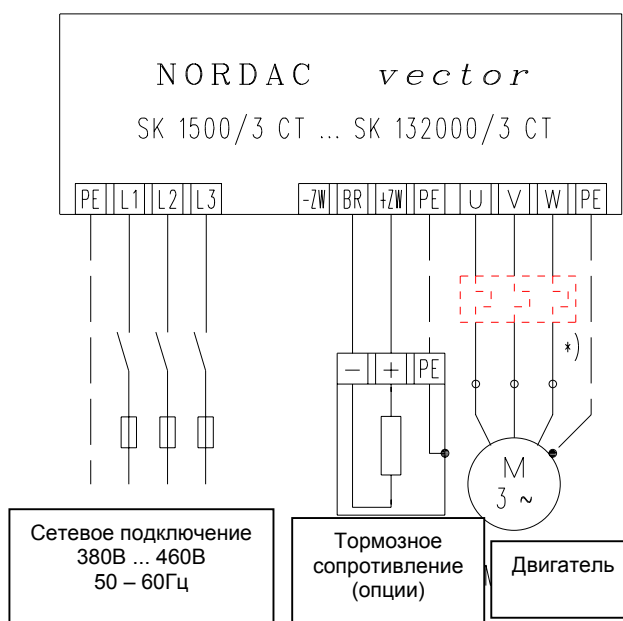 NORDAC vector
SK 1500/3 CT ... SK 132000/3 CT
PE L1 L2 L3 -ZW BR +ZW PE U V W PE
*)
− + PE
M
3 ~
Сетевое подключение
380В ... 460В
50 – 60Гц
Тормозное
сопротивление
(опции)
Двигатель